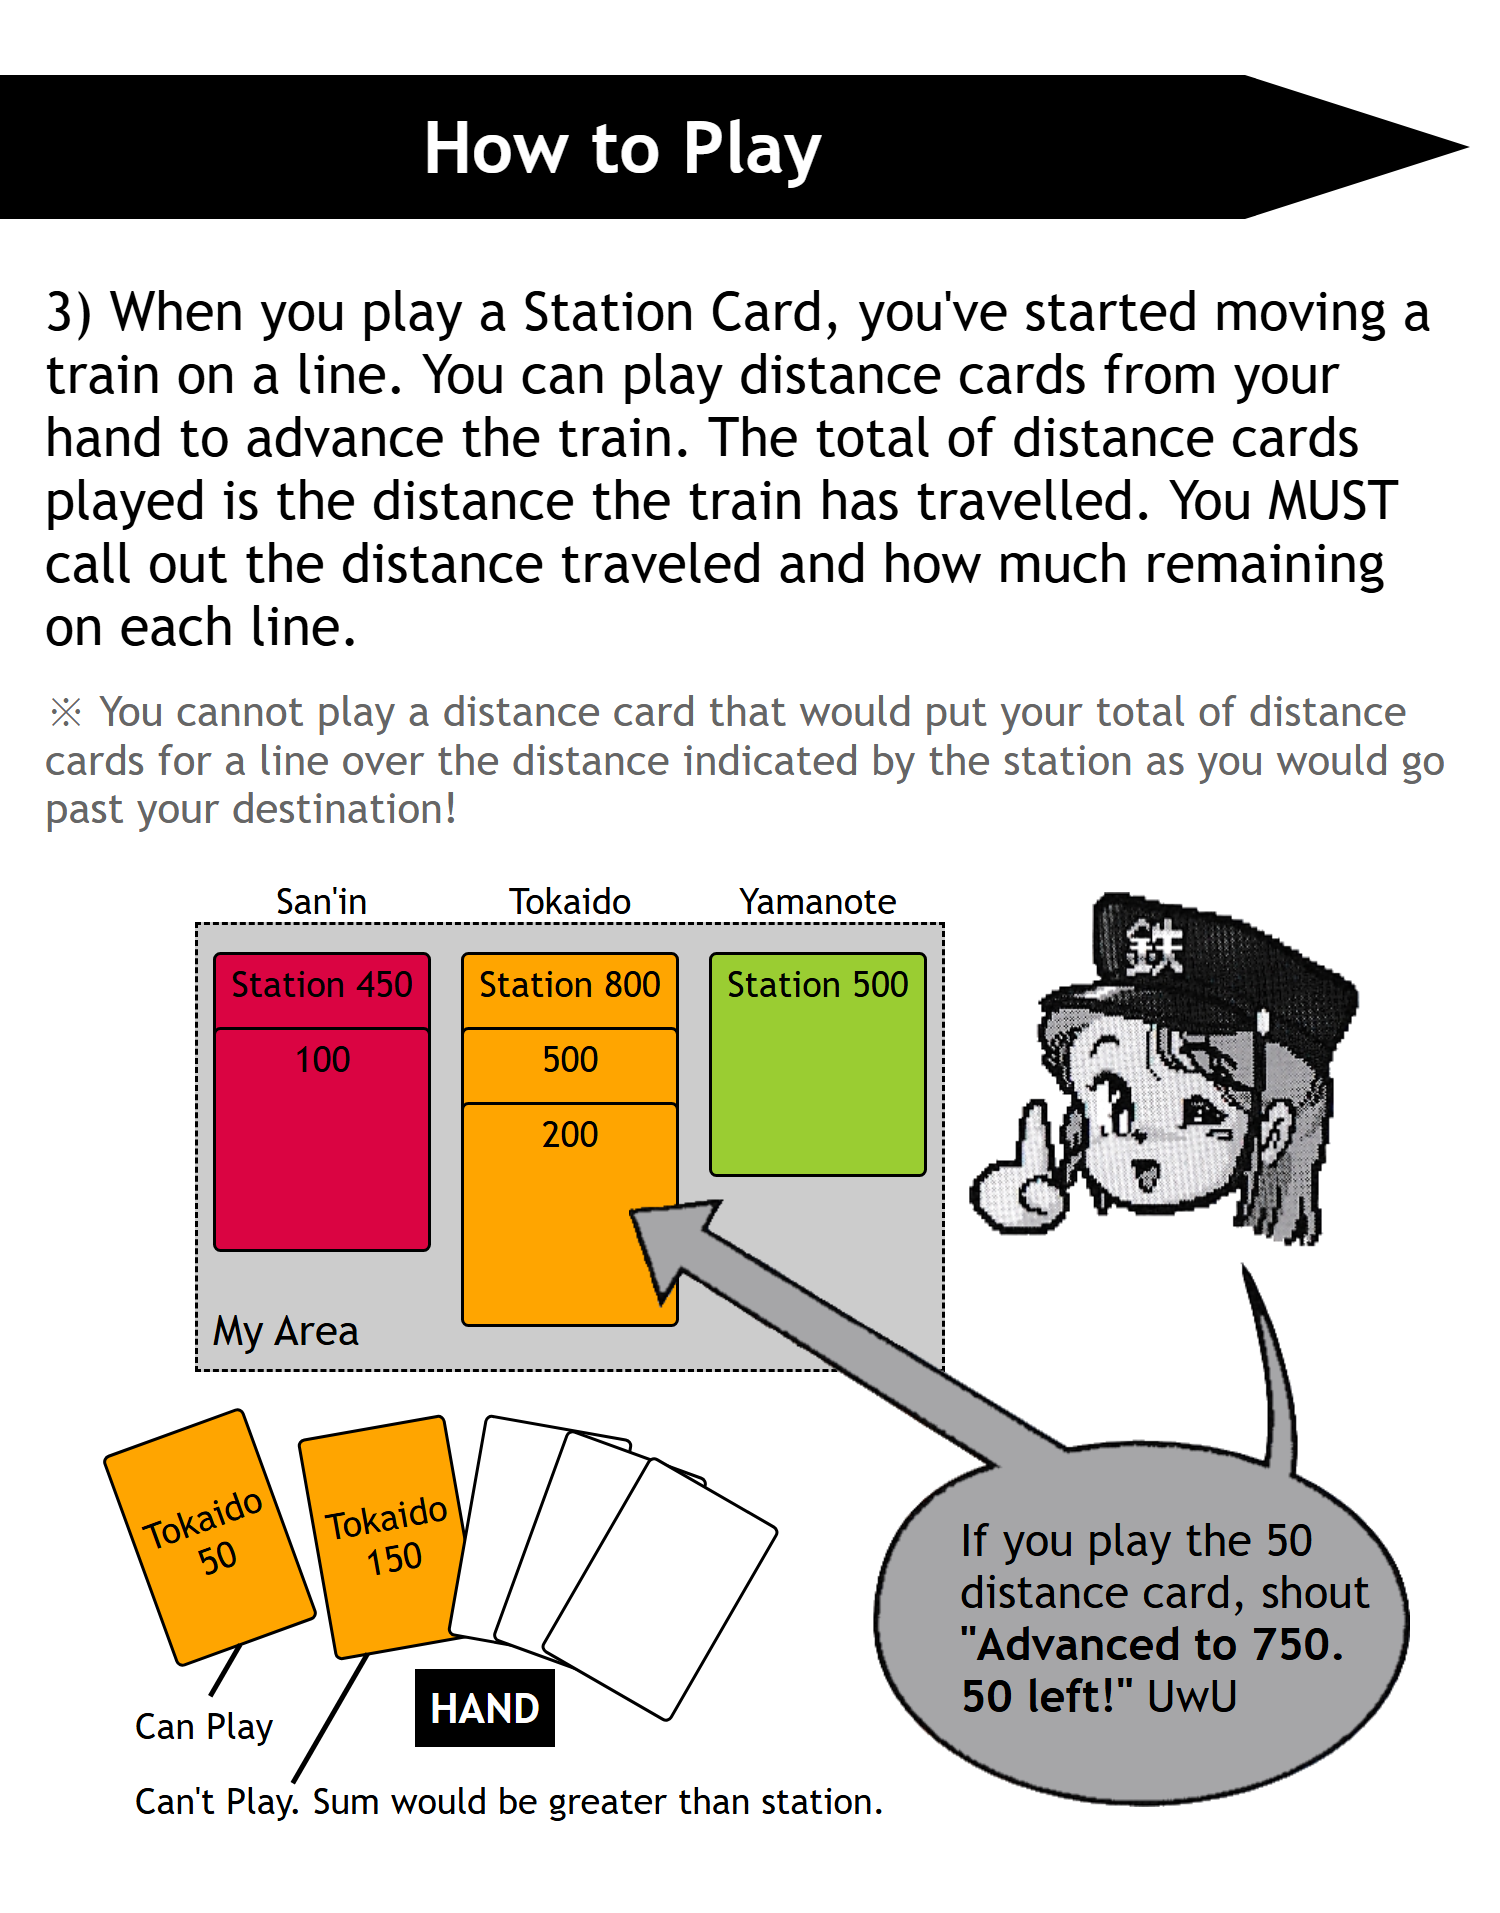 How to Play
3) When you play a Station Card, you've started moving a
train on a line. You can play distance cards from your
hand to advance the train. The total of distance cards
played is the distance the train has travelled. You MUST
call out the distance traveled and how much remaining
on each line.
※ You cannot play a distance card that would put your total of distance
cards for a line over the distance indicated by the station as you would go
past your destination!
San'in
Tokaido
Yamanote
Station 450
Station 800
Station 500
100
500
200
鉄
My Area
Tokaido
50
Tokaido
150
HAND
Can Play
Can't Play. Sum would be greater than station.
If you play the 50
distance card, shout
"Advanced to 750.
50 left!" UwU